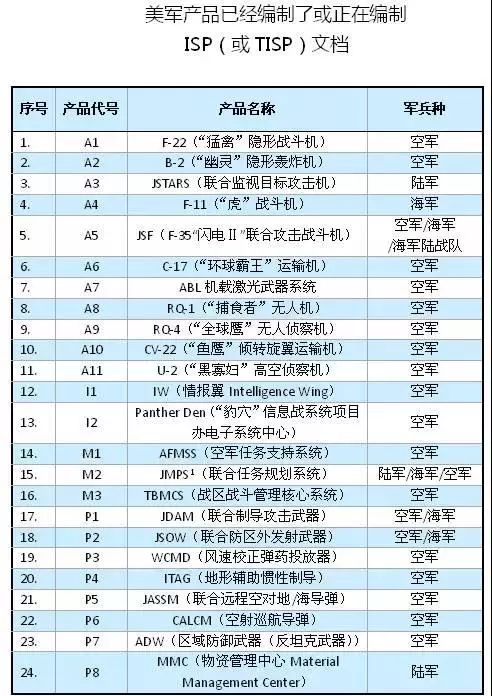 美军产品已经编制了或正在编制
ISP（或TISP）文档
序号 产品代号 产品名称 军兵种
1. A1 F-22（“猛禽”隐形战斗机） 空军
2. A2 B-2（“幽灵”隐形轰炸机） 空军
3. A3 JSTARS（联合监视目标攻击机） 陆军
4. A4 F-11（“虎”战斗机） 海军
5. A5 JSF（F-35“闪电Ⅱ”联合攻击战斗机） 空军/海军
/海军陆战队
6. A6 C-17（“环球霸王”运输机） 空军
7. A7 ABL 机载激光武器系统 空军
8. A8 RQ-1（“捕食者”无人机） 空军
9. A9 RQ-4（“全球鹰”无人侦察机） 空军
10. A10 CV-22（“鱼鹰”倾转旋翼运输机） 空军
11. A11 U-2（“黑寡妇”高空侦察机） 空军
12. I1 IW（情报翼 Intelligence Wing） 空军
13. I2 Panther Den（“豹穴”信息战系统项目
办电子系统中心） 空军
14. M1 AFMSS（空军任务支持系统） 空军
15. M2 JMPS¹（联合任务规划系统） 陆军/海军/空军
16. M3 TBMCS（战区战斗管理核心系统） 空军
17. P1 JDAM（联合制导攻击武器） 空军/海军
18. P2 JSOW（联合防区外发射武器） 空军/海军
19. P3 WCMD（风速校正弹药投放器） 空军
20. P4 ITAG（地形辅助惯性制导） 空军
21. P5 JASSM（联合远程空对地/海导弹） 空军
22. P6 CALCM（空射巡航导弹） 空军
23. P7 ADW（区域防御武器（反坦克武器）） 空军
24. P8 MMC（物资管理中心 Material
Management Center） 陆军